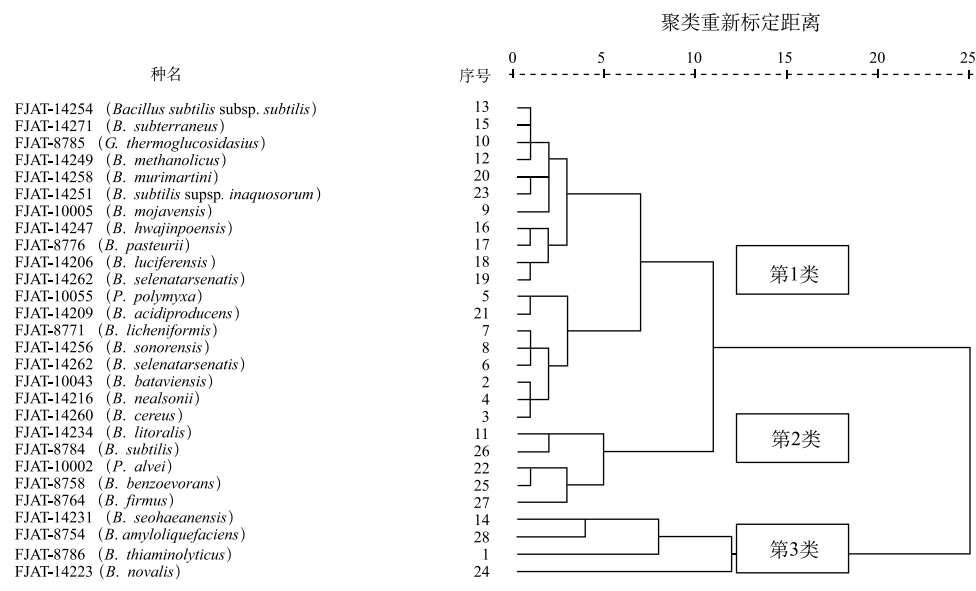 聚类重新标定距离
种名 序号 0 5 10 15 20 25
FJAT-14254 (Bacillus subtilis subsp. subtilis) 13
FJAT-14271 (B. subterraneus) 15
FJAT-8785 (G. thermoglucosidasius) 10
FJAT-14249 (B. methanolicus) 12
FJAT-14258 (B. murimartini) 20
FJAT-14251 (B. subtilis supsp. inaquosorum) 23
FJAT-10005 (B. mojavensis) 9
FJAT-14247 (B. hwajinpoensis) 16
FJAT-8776 (B. pasteurii) 17
FJAT-14206 (B. luciferensis) 18
FJAT-14262 (B. selenatarsenatis) 19
第1类
FJAT-10055 (P. polymyxa) 5
FJAT-14209 (B. acidiproducens) 21
FJAT-8771 (B. licheniformis) 7
FJAT-14256 (B. sonorensis) 8
FJAT-14262 (B. selenatarsenatis) 6
FJAT-10043 (B. bataviensis) 2
FJAT-14216 (B. nealsonii) 4
FJAT-14260 (B. cereus) 3
FJAT-14234 (B. litoralis) 11
第2类
FJAT-8784 (B. subtilis) 26
FJAT-10002 (P. alvei) 22
FJAT-8758 (B. benzoevorans) 25
FJAT-8764 (B. firmus) 27
FJAT-14231 (B. seohaeanensis) 14
FJAT-8754 (B. amyloliquefaciens) 28
第3类
FJAT-8786 (B. thiaminolyticus) 1
FJAT-14223 (B. novalis) 24